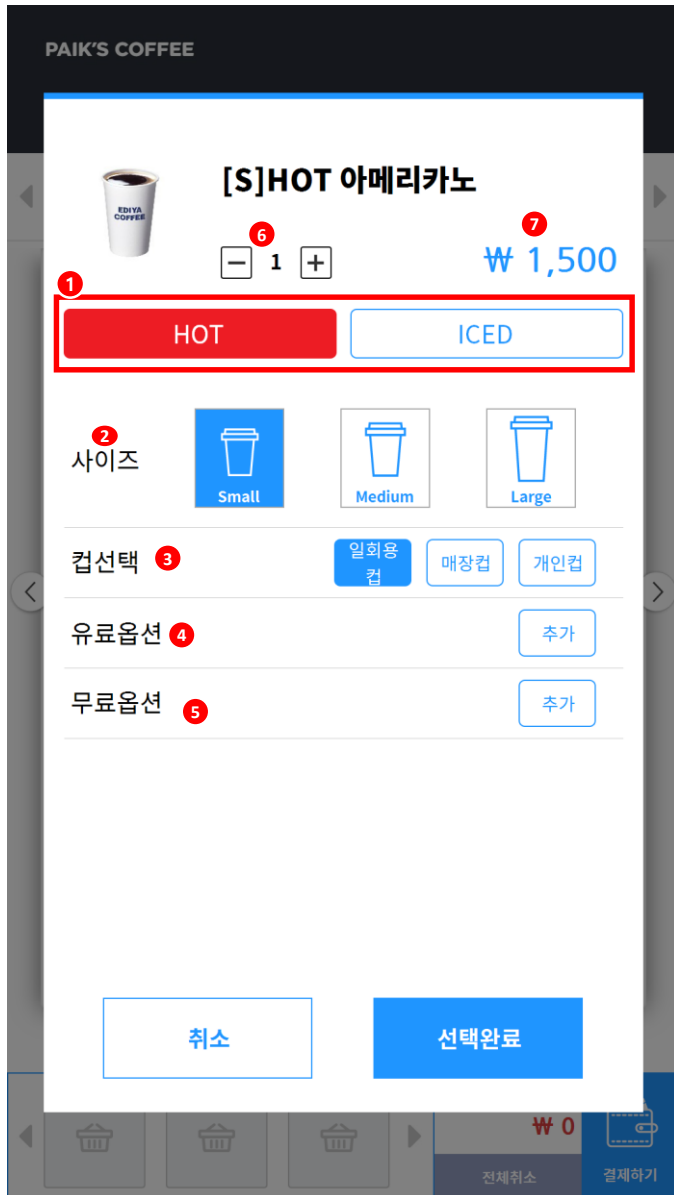 PAIK'S COFFEE
EDIYA
COFFEE
[S]HOT 아메리카노
6
7
1
₩ 1,500
1
HOT
ICED
2
사이즈
Small
Medium
Large
컵선택
3
일회용
컵
매장컵
개인컵
유료옵션
4
추가
무료옵션
5
추가
취소
선택완료
₩ 0
전체취소
결제하기